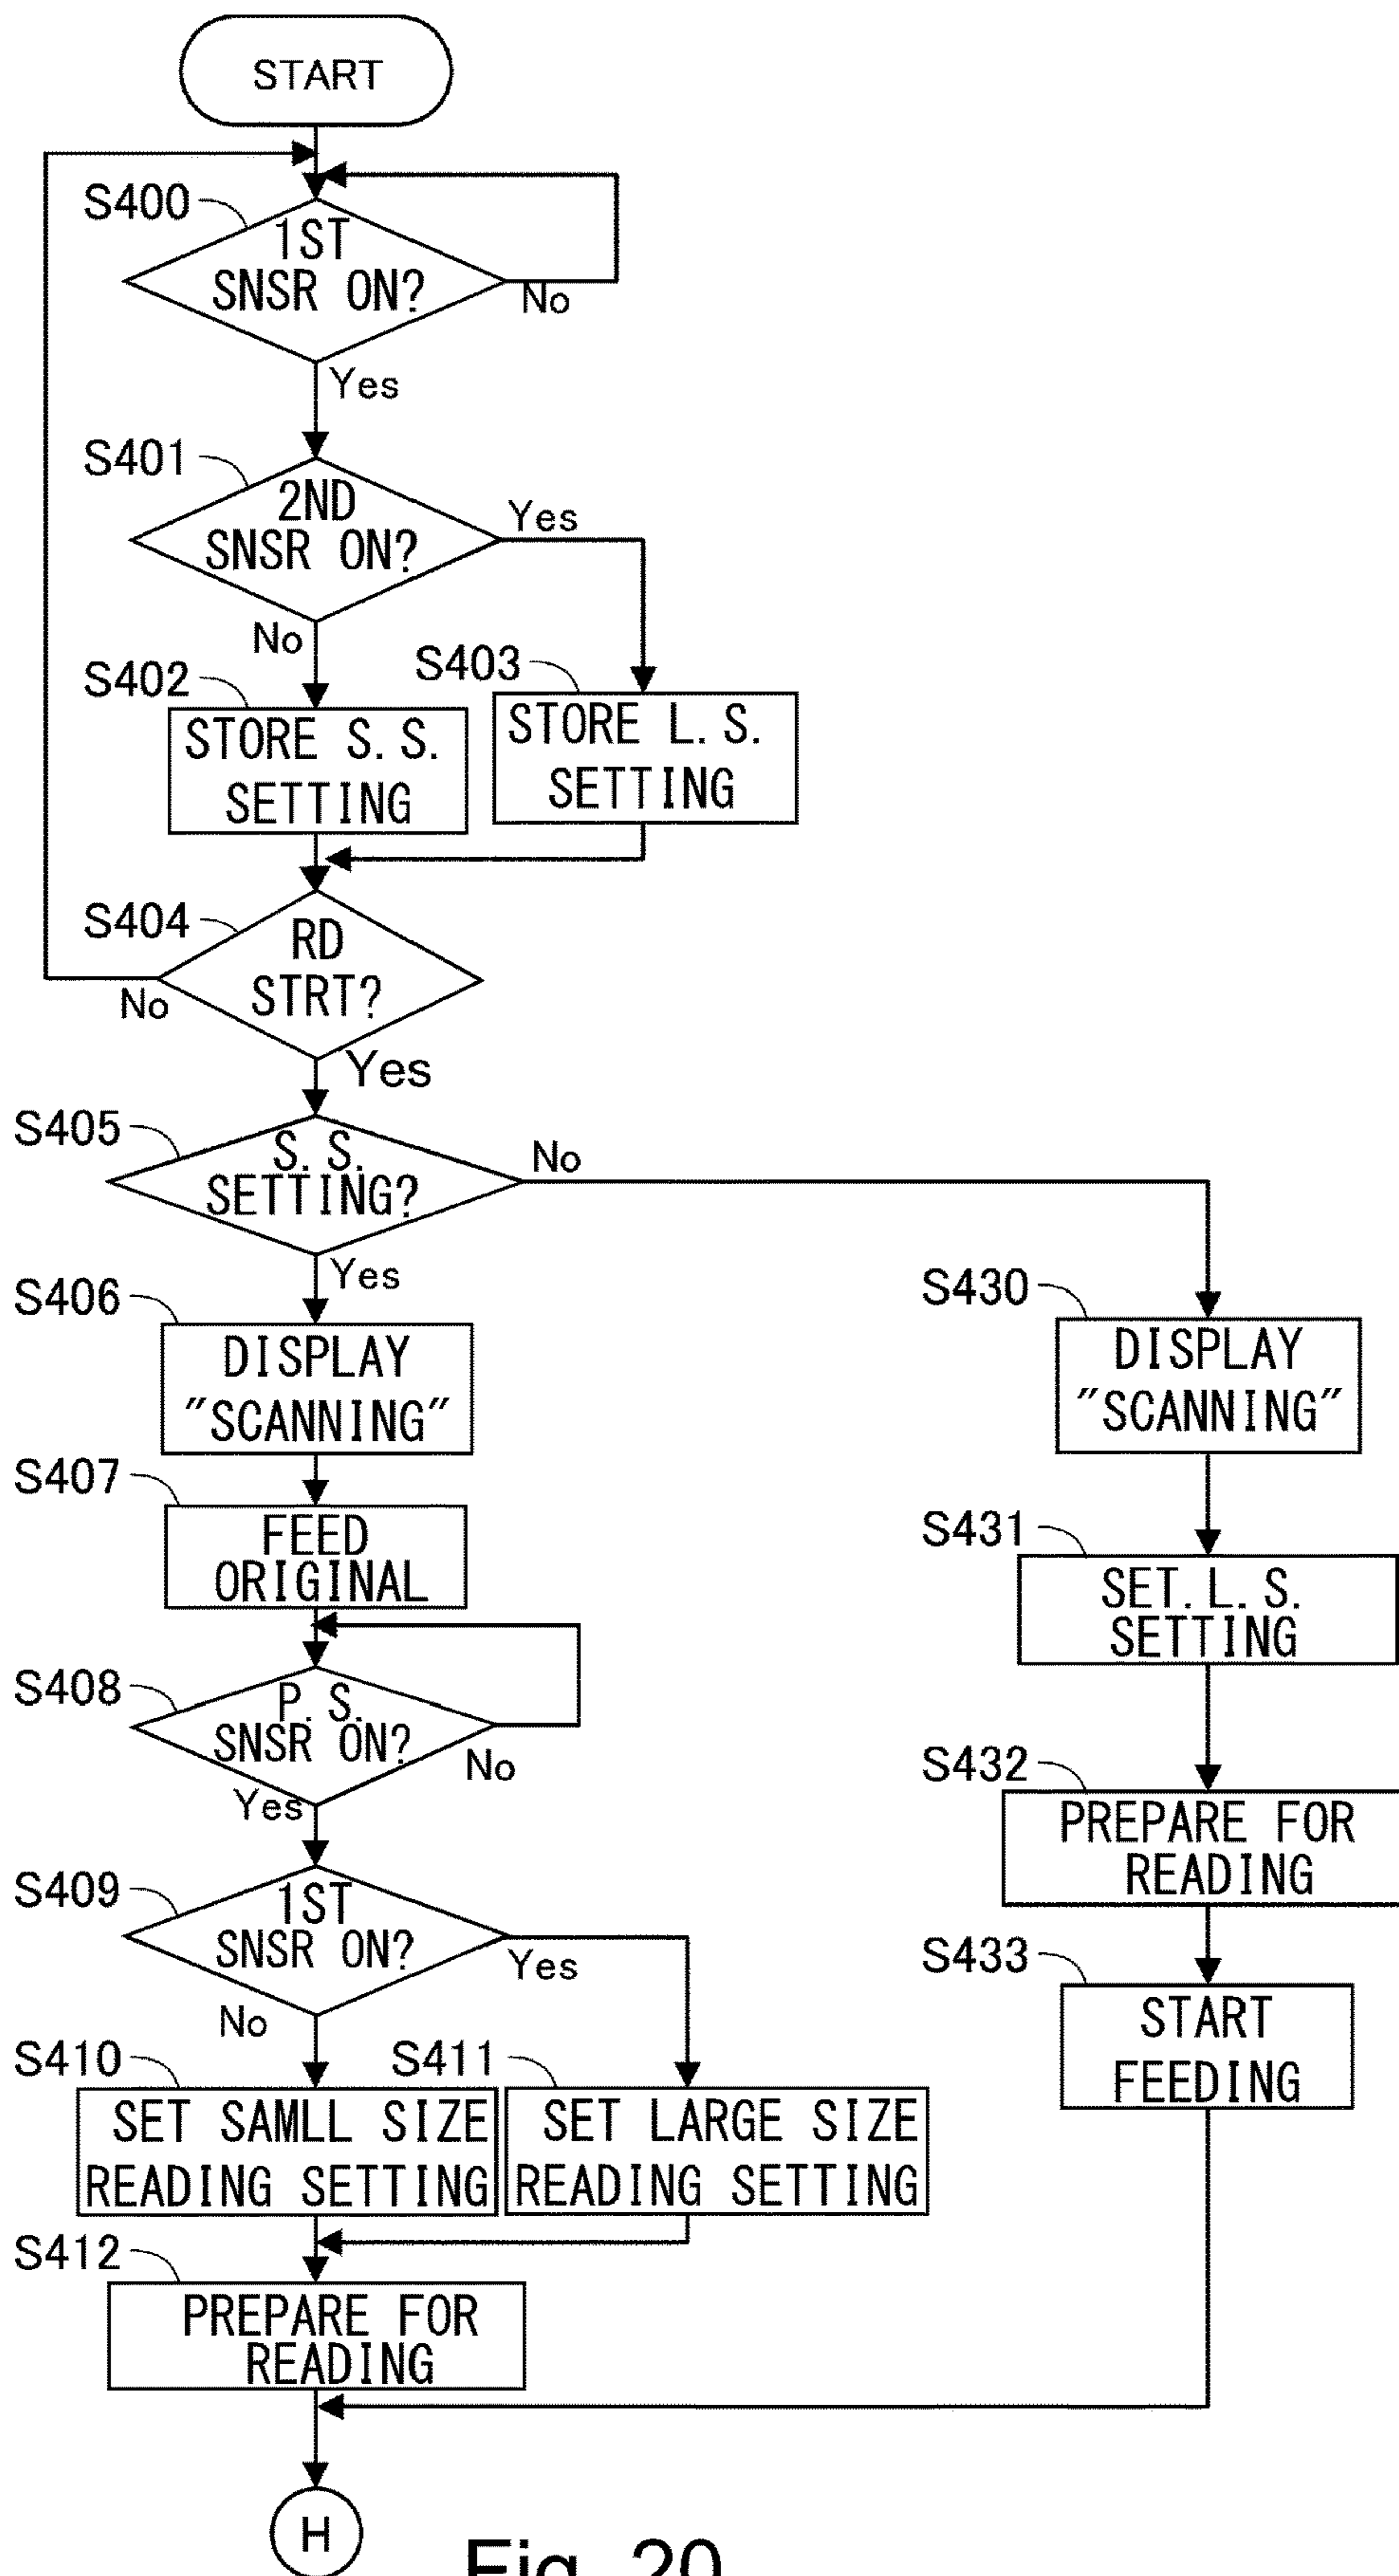 START
S400
1ST
SNSR ON?
No
Yes
S401
2ND
SNSR ON?
Yes
No
S402
STORE S.S.
SETTING
S403
STORE L.S.
SETTING
S404
RD
STRT?
No
Yes
S405
S.S.
SETTING?
No
Yes
S406
DISPLAY
"SCANNING"
S407
FEED
ORIGINAL
S408
P.S.
SNSR ON?
No
Yes
S409
1ST
SNSR ON?
Yes
No
S410
SET SAMLL SIZE
READING SETTING
S411
SET LARGE SIZE
READING SETTING
S412
PREPARE FOR
READING
S430
DISPLAY
"SCANNING"
S431
SET.L.S.
SETTING
S432
PREPARE FOR
READING
S433
START
FEEDING
H
Fig. 20